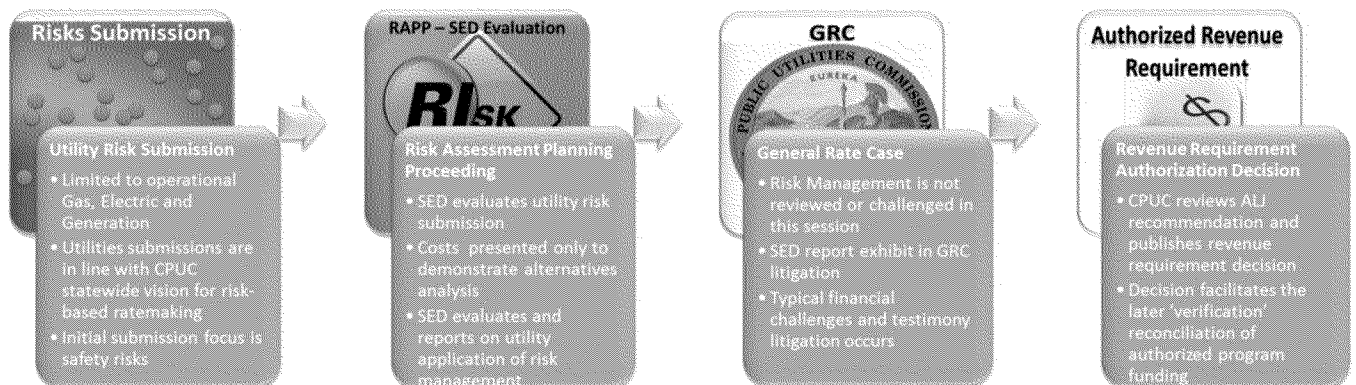 Risks Submission
Utility Risk Submission
• Limited to operational
Gas, Electric and
Generation
• Utilities submissions are
in line with CPUC
statewide vision for risk-
based ratemaking
• Initial submission focus is
safety risks
RAPP – SED Evaluation
RISK
Risk Assessment Planning
Proceeding
• SED evaluates utility risk
submission
• Costs presented only to
demonstrate alternatives
analysis
• SED evaluates and
reports on utility
application of risk
management
GRC
PUBLIC UTILITIES COMMISSION
EUREKA
General Rate Case
• Risk Management is not
reviewed or challenged in
this session
• SED report exhibit in GRC
litigation
• Typical financial
challenges and testimony
litigation occurs
Authorized Revenue
Requirement
Revenue Requirement
Authorization Decision
• CPUC reviews ALJ
recommendation and
publishes revenue
requirement decision
• Decision facilitates the
later 'verification'
reconciliation of
authorized program
funding